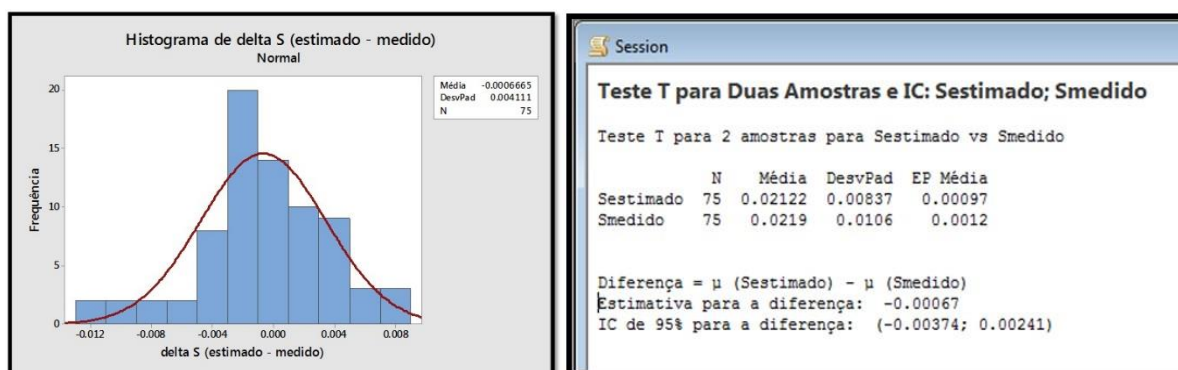 Histograma de delta S (estimado - medido)
Normal
Média -0.0006665
DesvPad 0.004111
N 75
Frequência
20
15
10
5
0
-0.012 -0.008 -0.004 0.000 0.004 0.008
delta S (estimado - medido)
Session
Teste T para Duas Amostras e IC: Sestimado; Smedido
Teste T para 2 amostras para Sestimado vs Smedido
N Média DesvPad EP Média
Sestimado 75 0.02122 0.00837 0.00097
Smedido 75 0.0219 0.0106 0.0012
Diferença = μ (Sestimado) - μ (Smedido)
Estimativa para a diferença: -0.00067
IC de 95% para a diferença: (-0.00374; 0.00241)